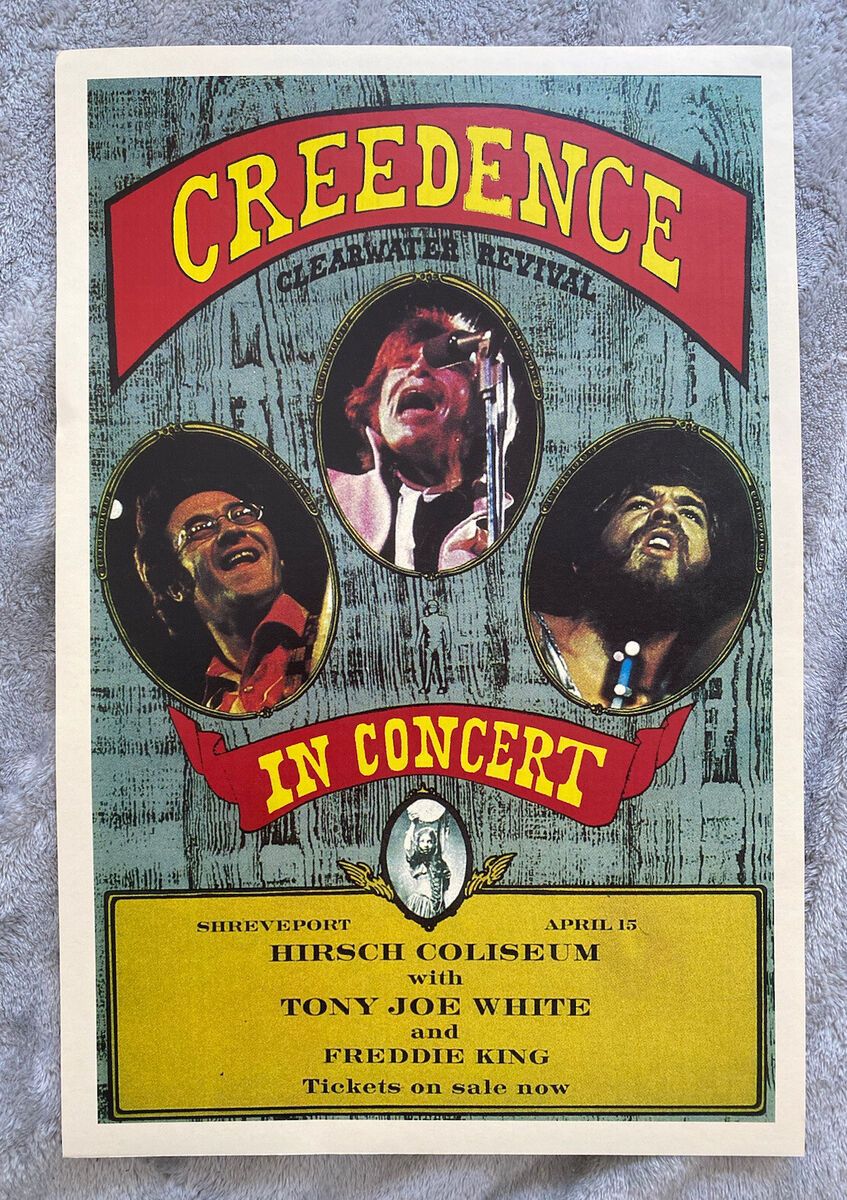 CREEDENCE
CLEARWATER REVIVAL
IN CONCERT
SHREVEPORT APRIL 15
HIRSCH COLISEUM
with
TONY JOE WHITE
and
FREDDIE KING
Tickets on sale now